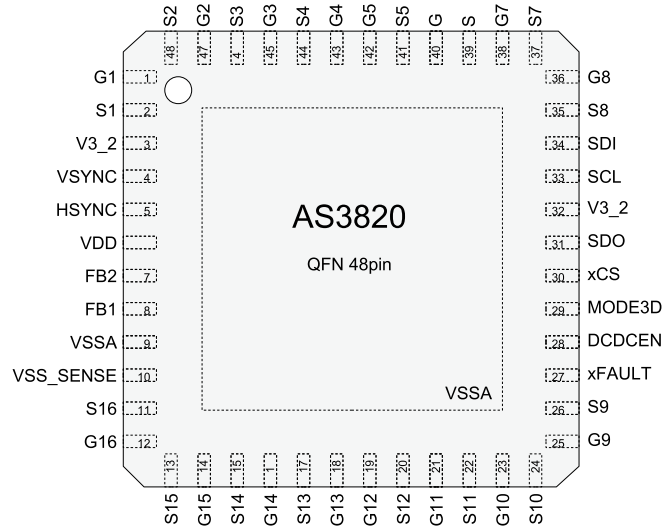 S2 G2 S3 G3 S4 G4 G5 S5 G S G7 S7
48 47 4 45 44 43 42 41 40 39 38 37
G1 1 36 G8
S1 2 35 S8
V3_2 3 34 SDI
VSYNC 4 33 SCL
HSYNC 5 32 V3_2
VDD 31 SDO
FB2 7 30 xCS
FB1 8 29 MODE3D
VSSA 9 28 DCDCEN
VSS_SENSE 10 27 xFAULT
S16 11 26 S9
G16 12 25 G9
AS3820
QFN 48pin
VSSA
13 14 15 1 17 18 19 20 21 22 23 24
S15 G15 S14 G14 S13 G13 G12 S12 G11 S11 G10 S10